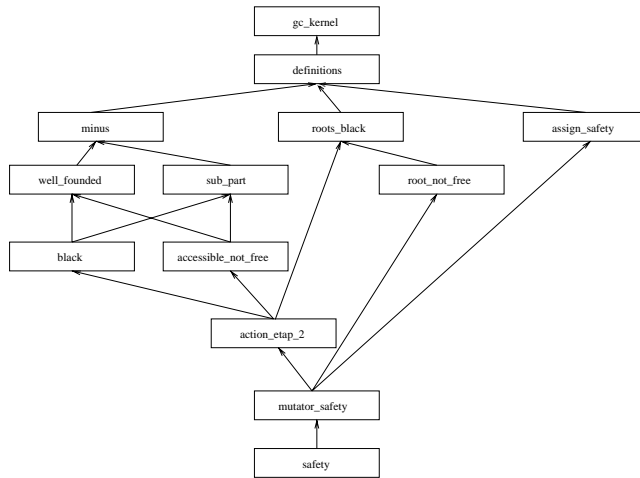 gc_kernel
definitions
minus
roots_black
assign_safety
well_founded
sub_part
root_not_free
black
accessible_not_free
action_etap_2
mutator_safety
safety